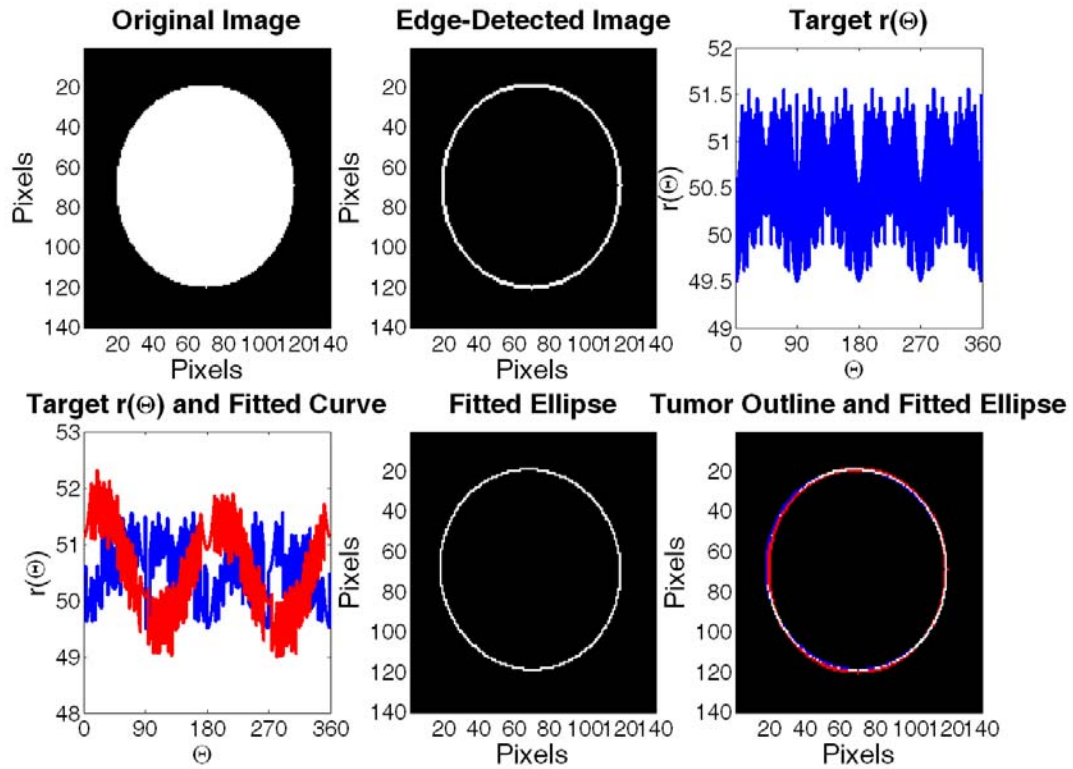 Original Image
20
40
60
80
100
120
140
Pixels
20 40 60 80 100120140
Pixels
Edge-Detected Image
20
40
60
80
100
120
140
Pixels
20 40 60 80 100120140
Pixels
Target r(Θ)
52
51.5
51
50.5
50
49.5
49
r(Θ)
0 90 180 270 360
Θ
Target r(Θ) and Fitted Curve
53
52
51
50
49
48
r(Θ)
0 90 180 270 360
Θ
Fitted Ellipse
20
40
60
80
100
120
140
Pixels
20 40 60 80 100120140
Pixels
Tumor Outline and Fitted Ellipse
20
40
60
80
100
120
140
Pixels
20 40 60 80 100120140
Pixels